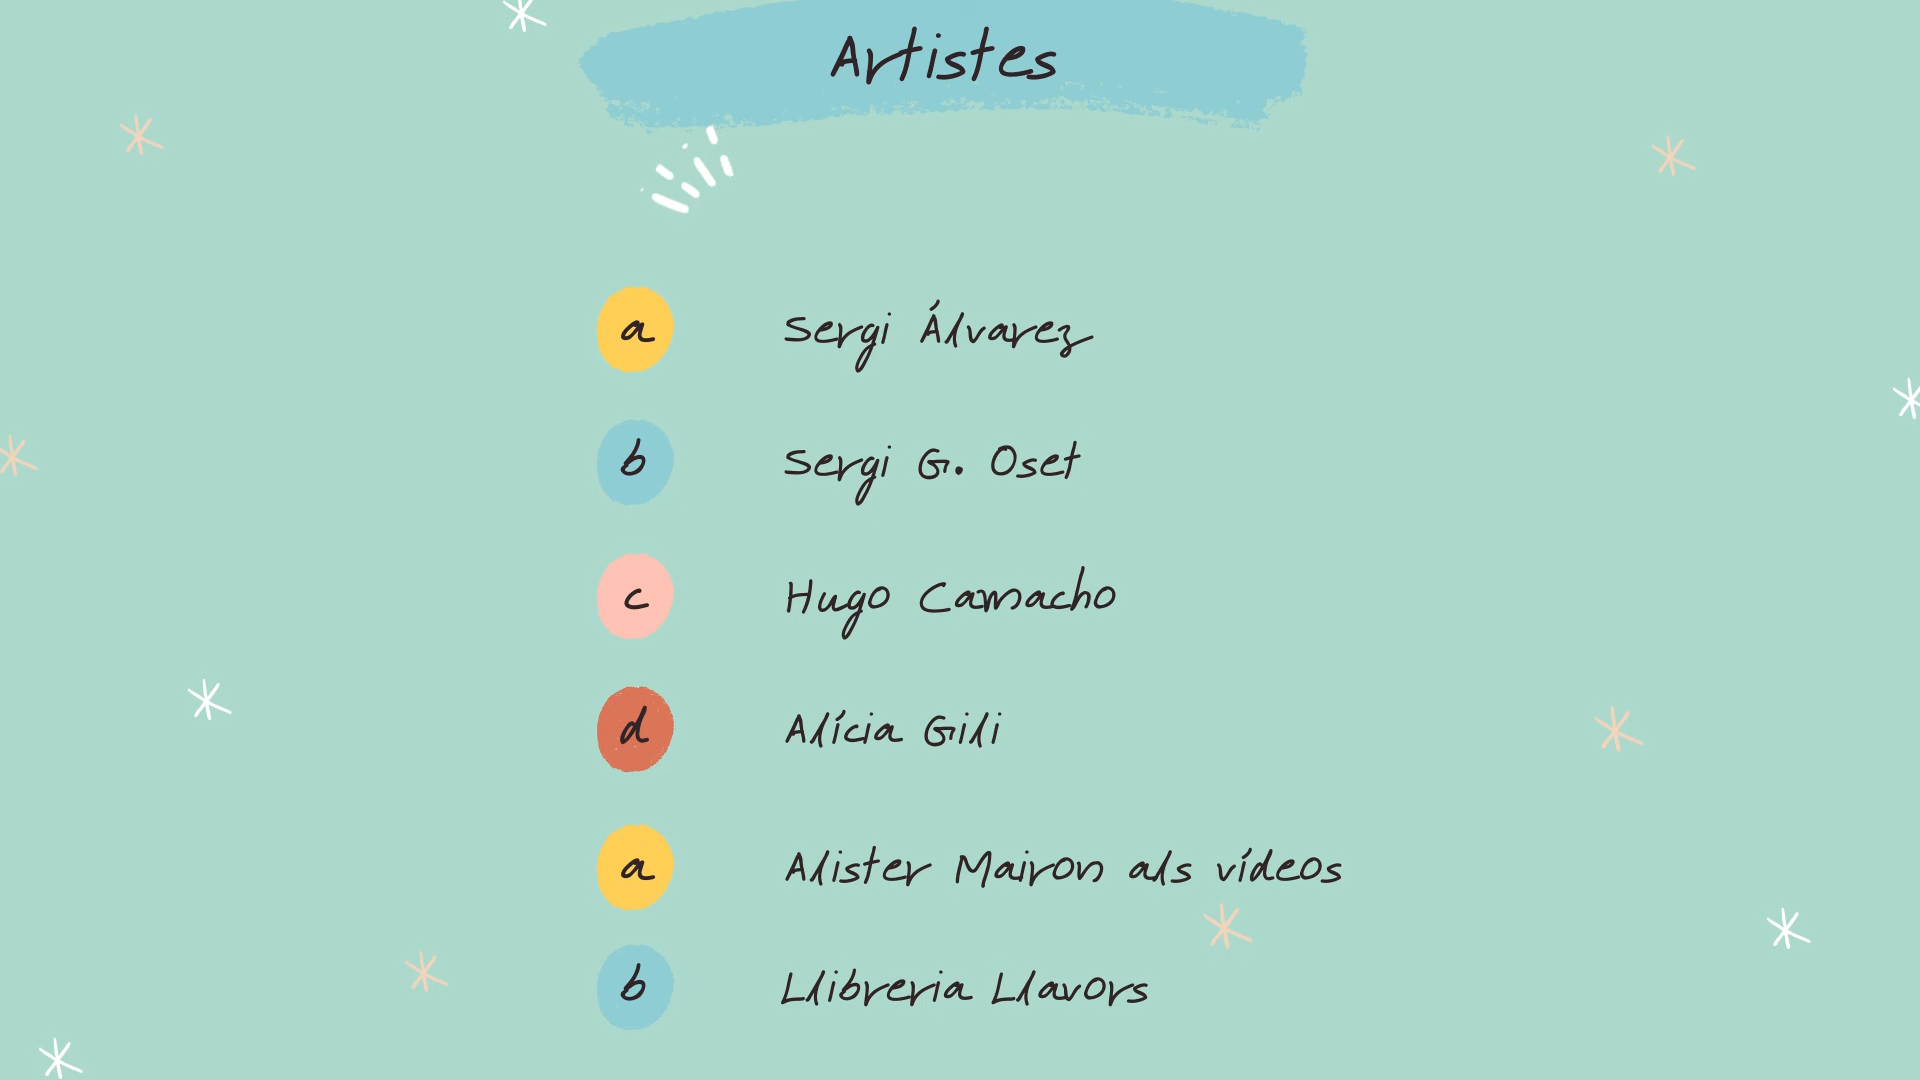 Artistes
a Sergi Álvarez
b Sergi G. Oset
c Hugo Camacho
d Alícia Gili
a Alister Mairon als vídeos
b Llibreria Llavors